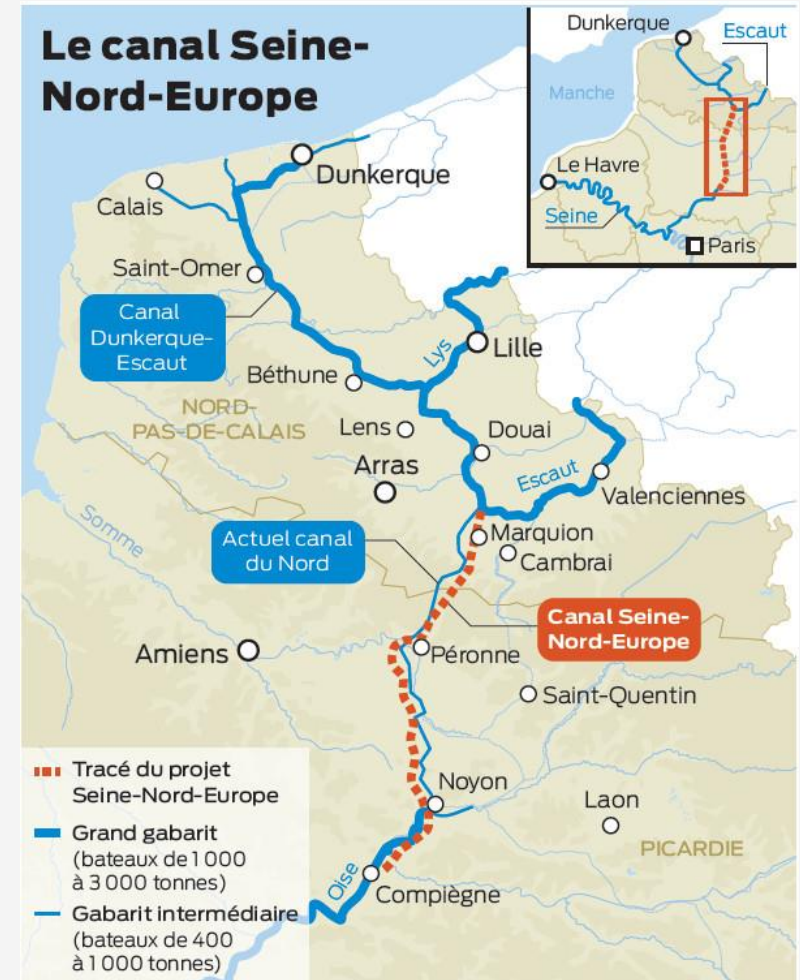 Le canal Seine-
Nord-Europe
Dunkerque
Escaut
Manche
Le Havre
Seine
Paris
Dunkerque
Calais
Saint-Omer
Canal
Dunkerque-
Escaut
Lys
Lille
Béthune
NORD-
PAS-DE-CALAIS
Lens
Douai
Arras
Escaut
Valenciennes
Somme
Actuel canal
du Nord
Marquion
Cambrai
Canal Seine-
Nord-Europe
Amiens
Péronne
Saint-Quentin
Tracé du projet
Seine-Nord-Europe
Noyon
Laon
Grand gabarit
(bateaux de 1 000
à 3 000 tonnes)
PICARDIE
Oise
Compiègne
Gabarit intermédiaire
(bateaux de 400
à 1 000 tonnes)